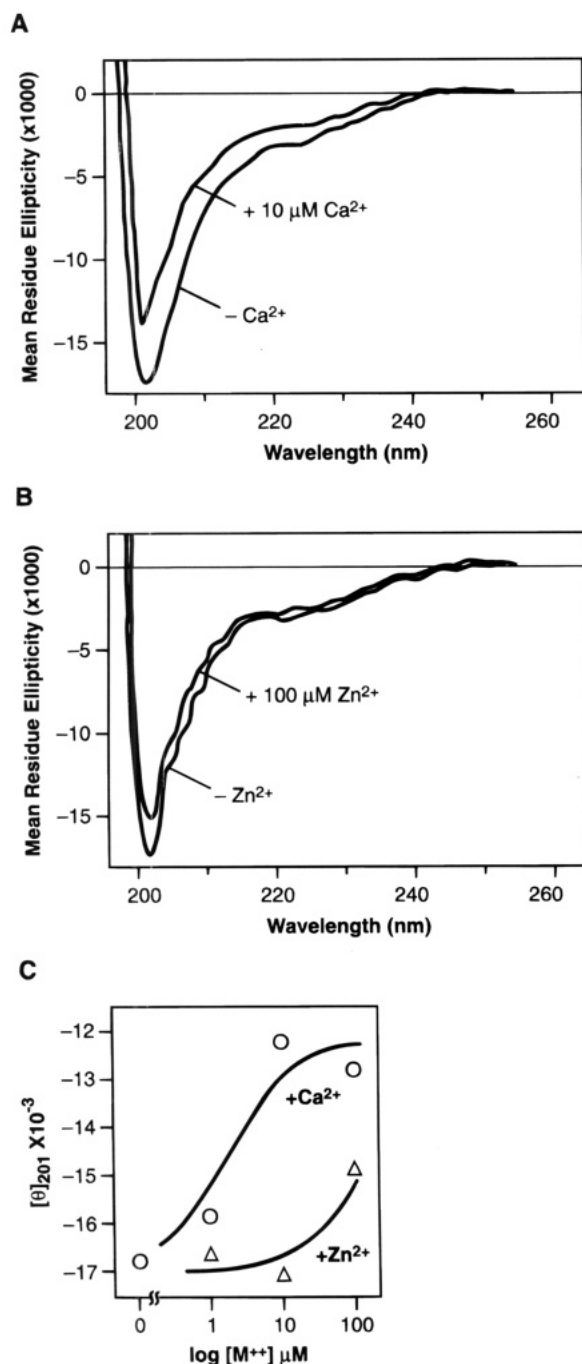 A
Mean Residue Ellipticity (x1000)
0
−5
−10
−15
+ 10 μM Ca²⁺
− Ca²⁺
200
220
240
260
Wavelength (nm)
B
Mean Residue Ellipticity (x1000)
0
−5
−10
−15
+ 100 μM Zn²⁺
− Zn²⁺
200
220
240
260
Wavelength (nm)
C
[θ]₂₀₁ X10⁻³
−12
−13
−14
−15
−16
−17
+Ca²⁺
+Zn²⁺
0
1
10
100
log [M⁺⁺] μM